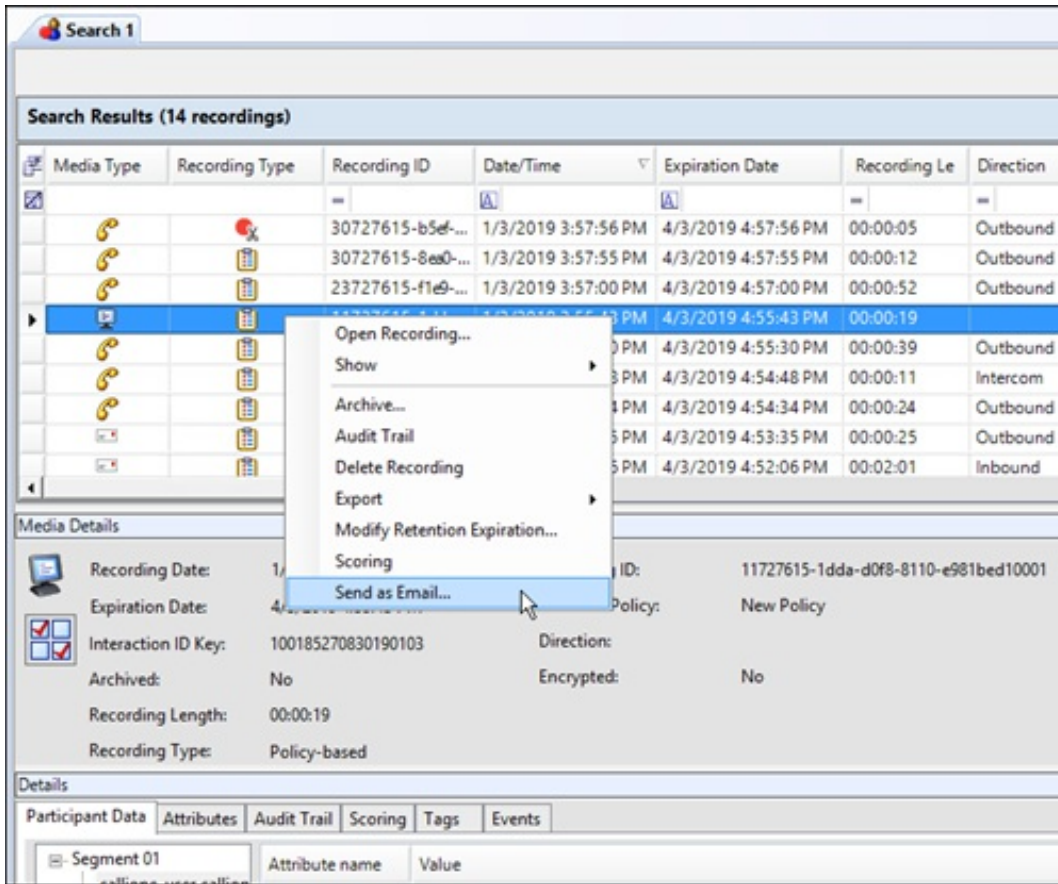 Search 1
Search Results (14 recordings)
Media Type Recording Type Recording ID Date/Time Expiration Date Recording Le Direction
= A A = =
30727615-b5ef-... 1/3/2019 3:57:56 PM 4/3/2019 4:57:56 PM 00:00:05 Outbound
30727615-8ea0-... 1/3/2019 3:57:55 PM 4/3/2019 4:57:55 PM 00:00:12 Outbound
23727615-f1e9-... 1/3/2019 3:57:00 PM 4/3/2019 4:57:00 PM 00:00:52 Outbound
PM 4/3/2019 4:55:43 PM 00:00:19
Open Recording...
PM 4/3/2019 4:55:30 PM 00:00:39 Outbound
Show
PM 4/3/2019 4:54:48 PM 00:00:11 Intercom
Archive...
PM 4/3/2019 4:54:34 PM 00:00:24 Outbound
Audit Trail
PM 4/3/2019 4:53:35 PM 00:00:25 Outbound
Delete Recording
PM 4/3/2019 4:52:06 PM 00:02:01 Inbound
Export
Modify Retention Expiration...
Scoring
Send as Email...
Media Details
Recording Date: ID: 11727615-1dda-d0f8-8110-e981bed10001
Expiration Date: Policy: New Policy
Interaction ID Key: 100185270830190103 Direction:
Archived: No Encrypted: No
Recording Length: 00:00:19
Recording Type: Policy-based
Details
Participant Data Attributes Audit Trail Scoring Tags Events
Segment 01 Attribute name Value